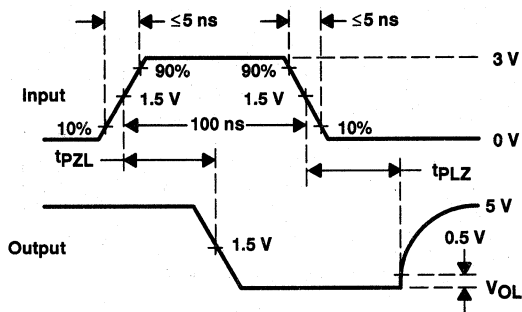 ≤5 ns
≤5 ns
3 V
90%
90%
Input
1.5 V
1.5 V
10%
100 ns
10%
0 V
tPZL
tPLZ
5 V
0.5 V
Output
1.5 V
VOL